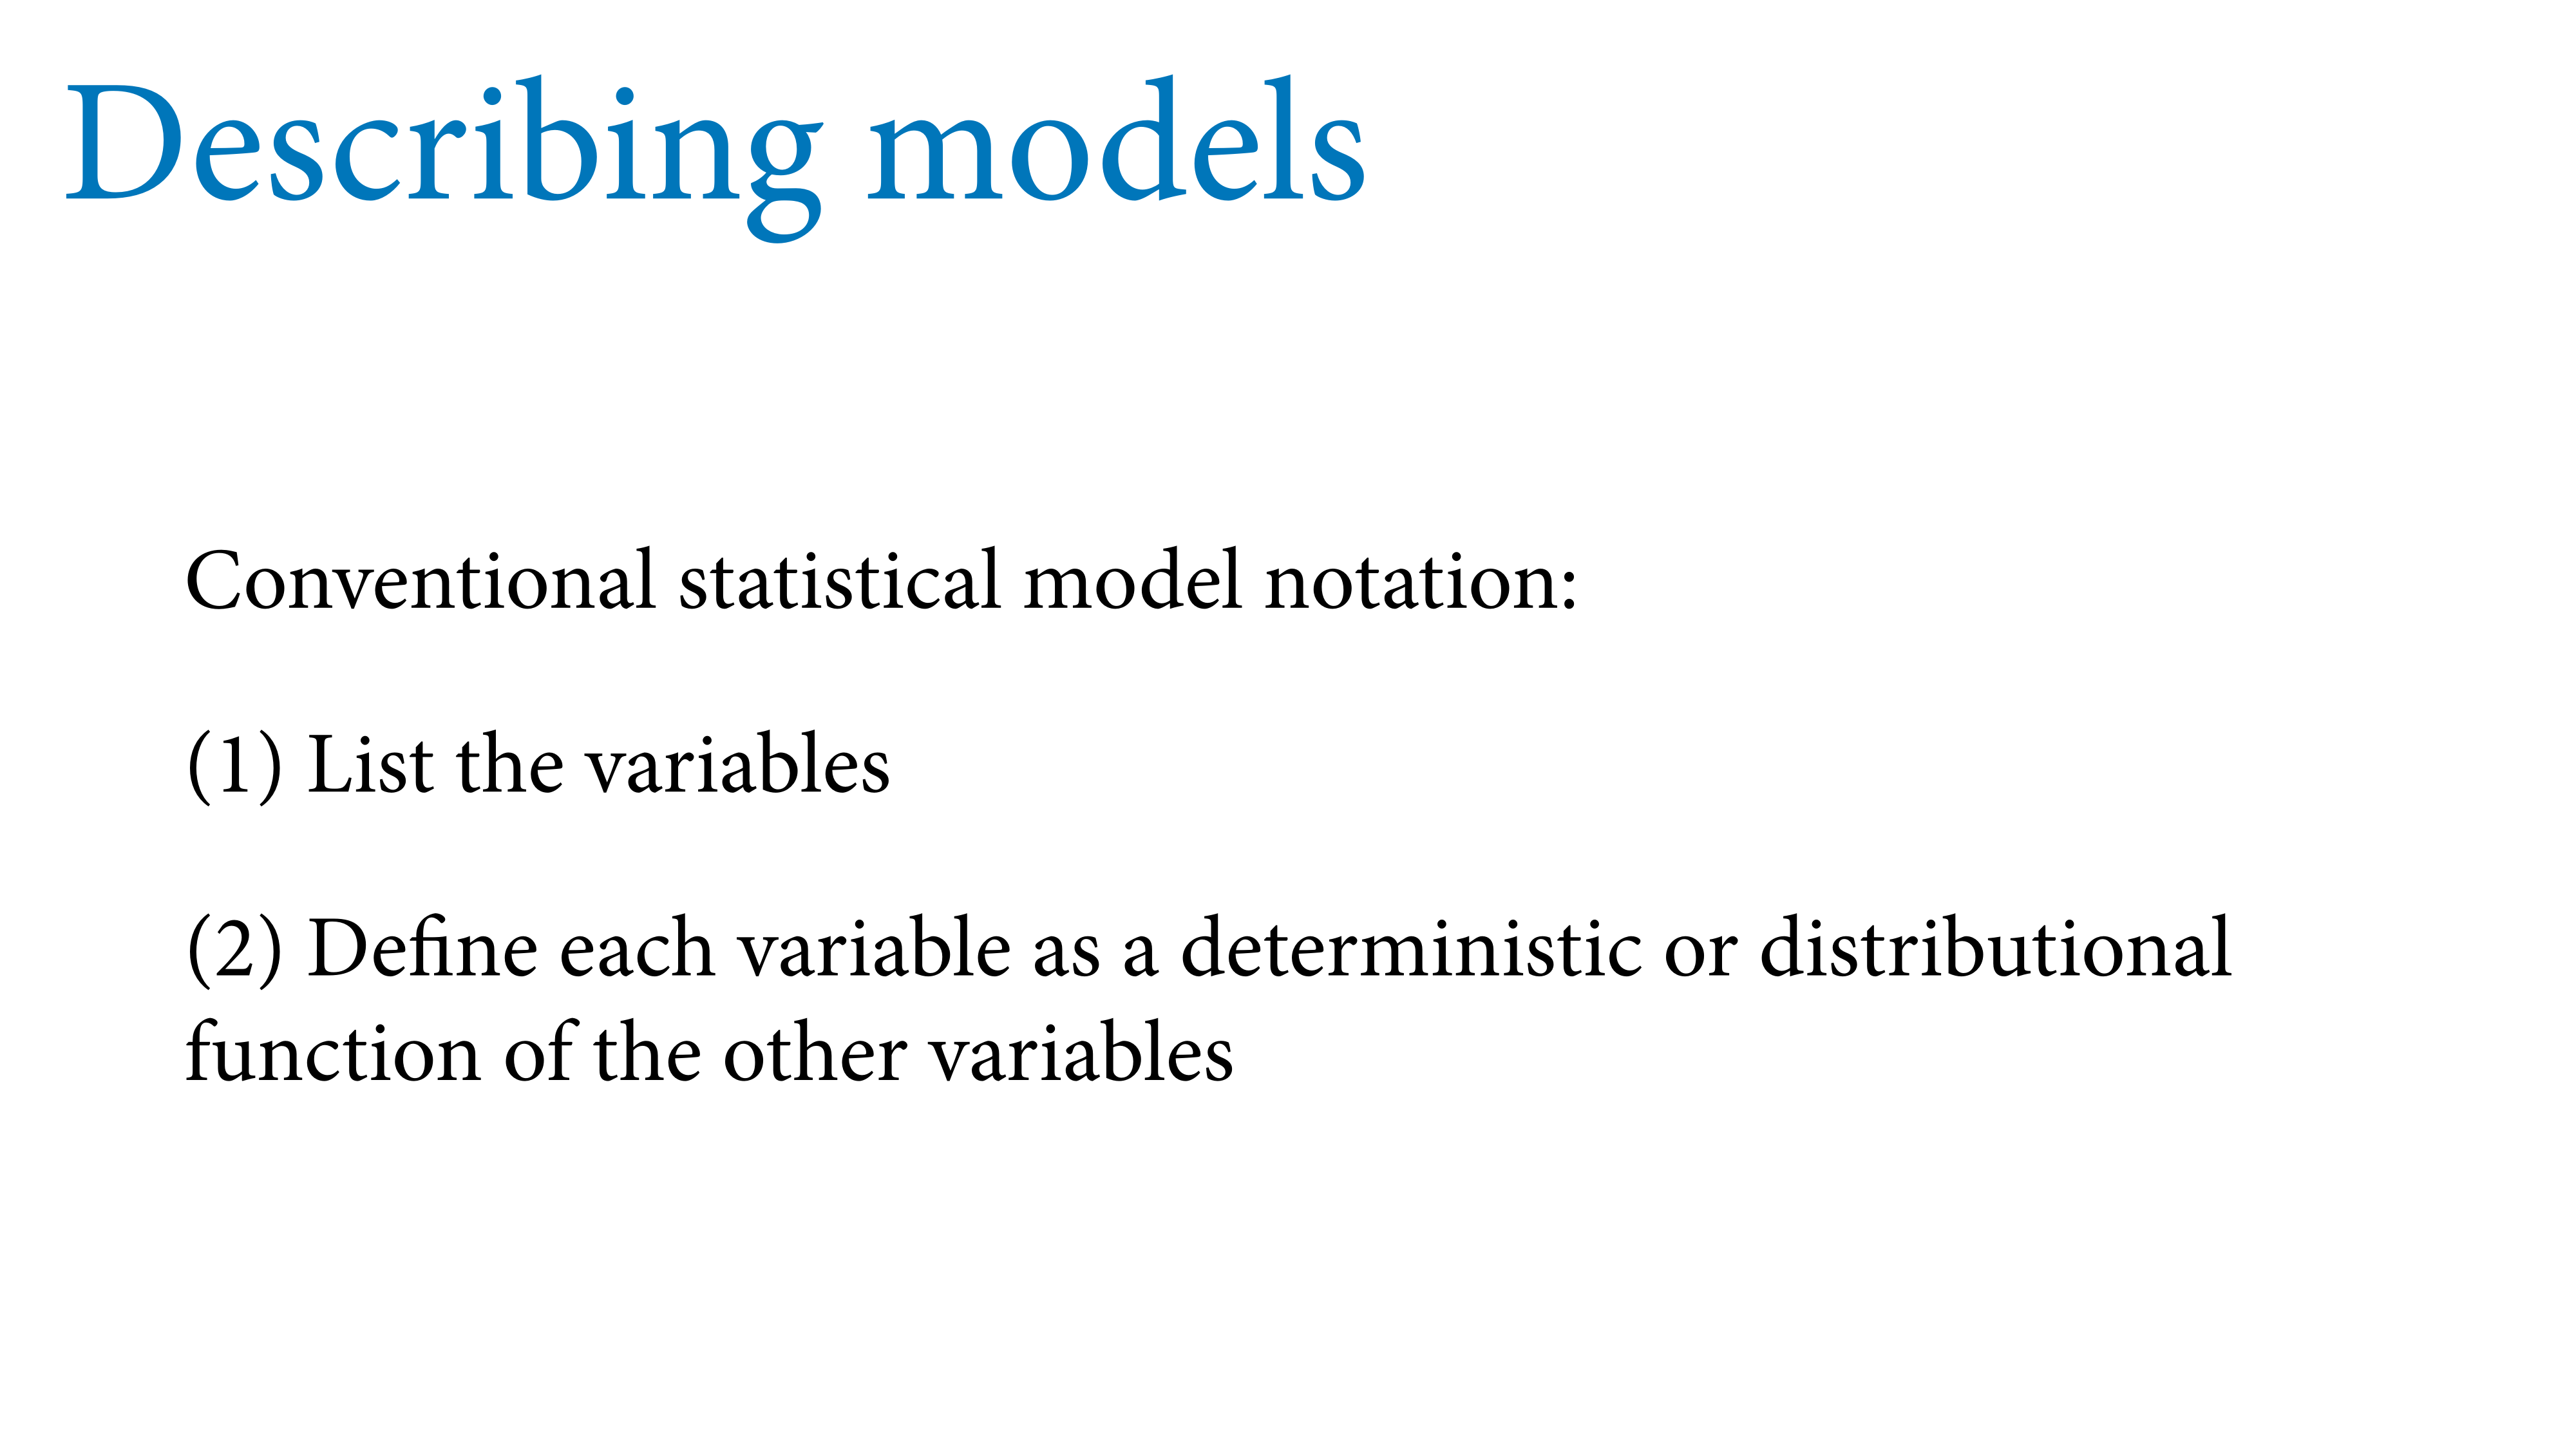 Describing models
Conventional statistical model notation:
(1) List the variables
(2) Define each variable as a deterministic or distributional
function of the other variables